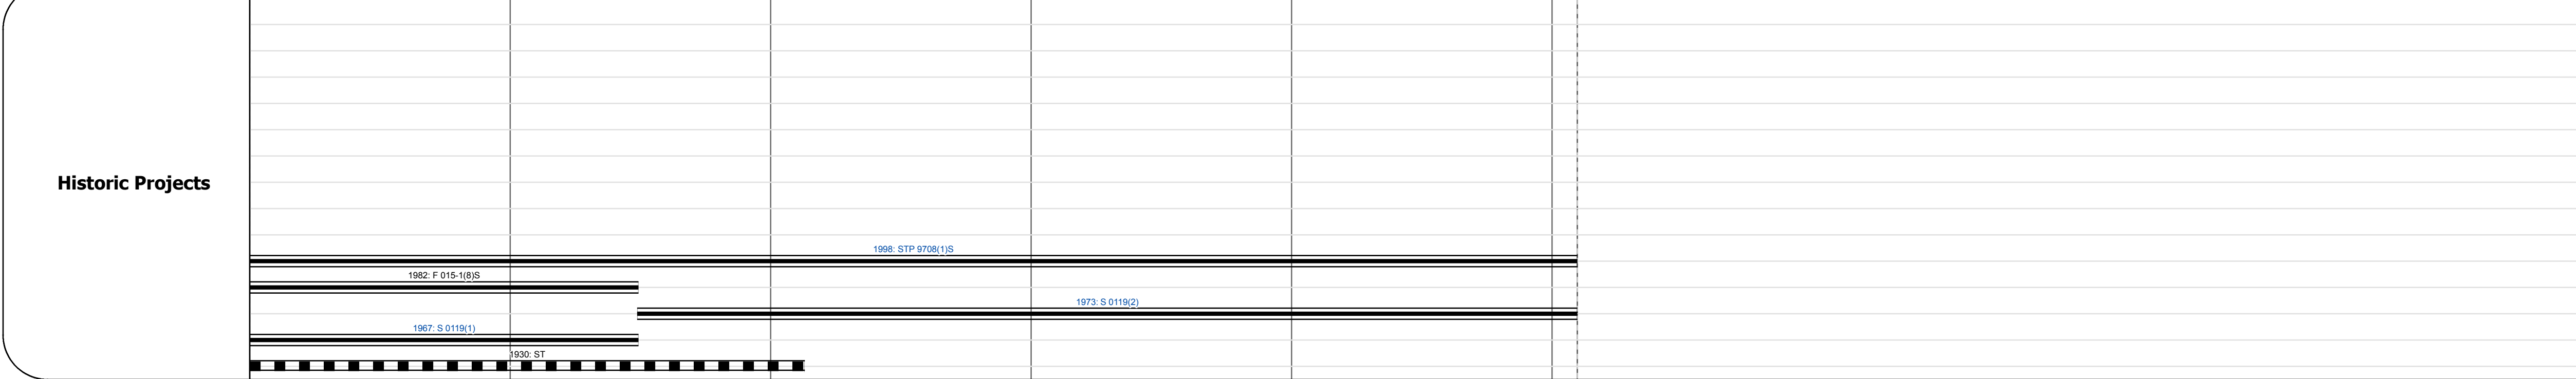 Historic Projects
1998: STP 9708(1)S
1982: F 015-1(8)S
1973: S 0119(2)
1967: S 0119(1)
1930: ST